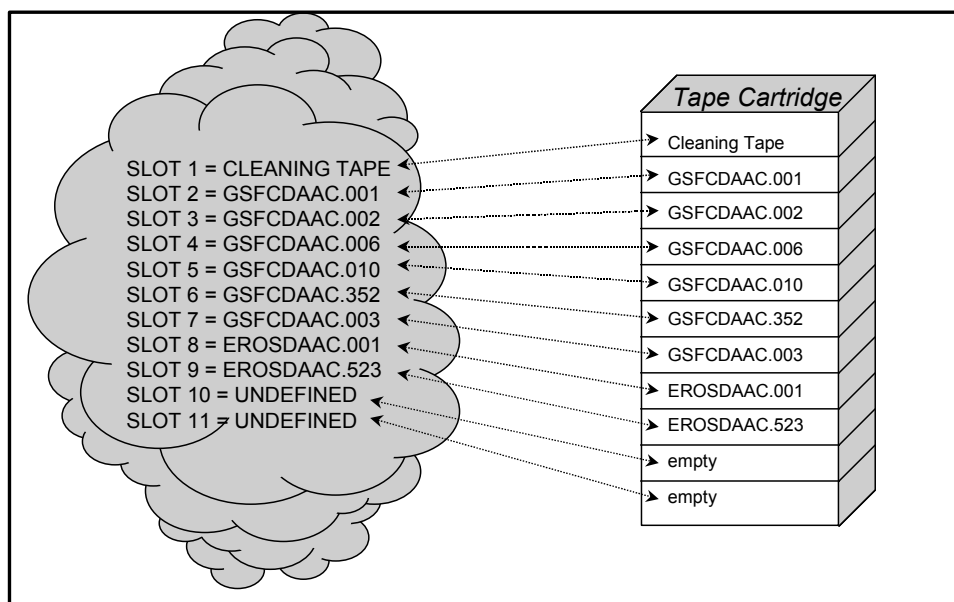 SLOT 1 = CLEANING TAPE
SLOT 2 = GSFCDAAC.001
SLOT 3 = GSFCDAAC.002
SLOT 4 = GSFCDAAC.006
SLOT 5 = GSFCDAAC.010
SLOT 6 = GSFCDAAC.352
SLOT 7 = GSFCDAAC.003
SLOT 8 = EROSDAAC.001
SLOT 9 = EROSDAAC.523
SLOT 10 = UNDEFINED
SLOT 11 = UNDEFINED
Tape Cartridge
Cleaning Tape
GSFCDAAC.001
GSFCDAAC.002
GSFCDAAC.006
GSFCDAAC.010
GSFCDAAC.352
GSFCDAAC.003
EROSDAAC.001
EROSDAAC.523
empty
empty